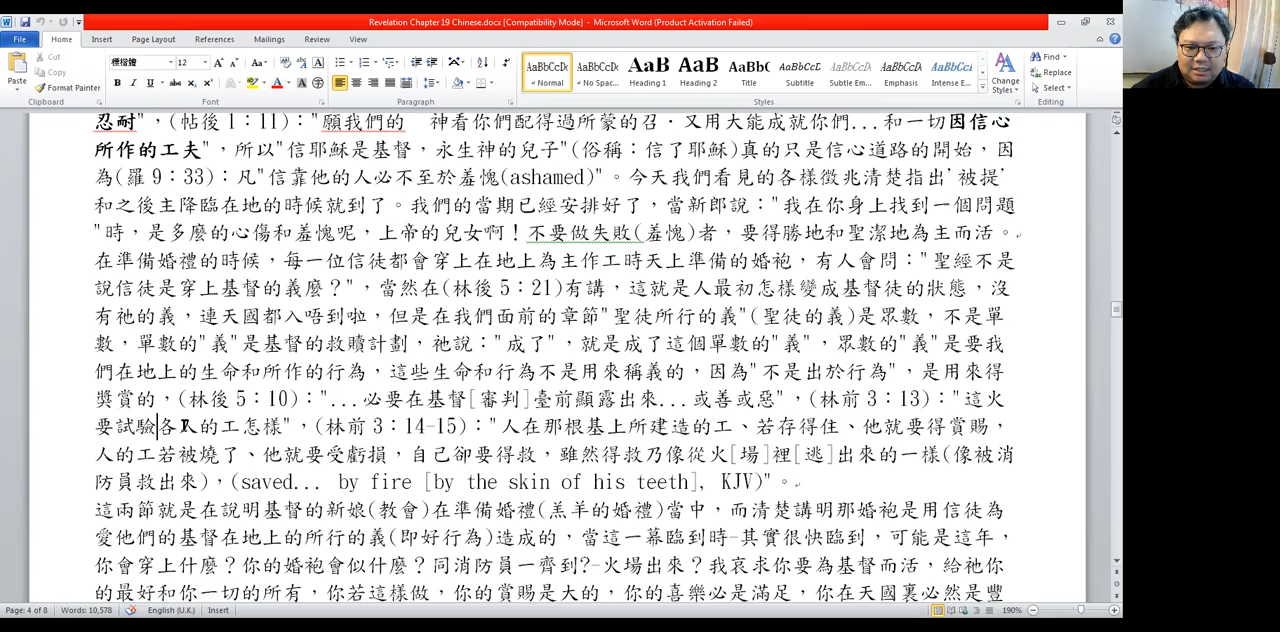 Revelation Chapter 19 Chinese.docx [Compatibility Mode] - Microsoft Word (Product Activation Failed)
File Home Insert Page Layout References Mailings Review View
Cut
Copy
Format Painter
Paste
12
Normal
No Spac...
Heading 1
Heading 2
Title
Subtitle
Subtle Em...
Emphasis
Intense E...
Change Styles
Find
Replace
Select
Clipboard Font Paragraph Styles Editing
忍耐",(帖後 1:11):"願我們的 神看你們配得過所蒙的召.又用大能成就你們...和一切因信心
所作的工夫",所以"信耶穌是基督,永生神的兒子"(俗稱:信了耶穌)真的只是信心道路的開始,因
為(羅 9:33):凡"信靠他的人必不至於羞愧(ashamed)"。今天我們看見的各樣徵兆清楚指出'被提'
和之後主降臨在地的時候就到了。我們的當期已經安排好了,當新郎說:"我在你身上找到一個問題
"時,是多麼的心傷和羞愧呢,上帝的兒女啊!不要做失敗(羞愧)者,要得勝地和聖潔地為主而活。
在準備婚禮的時候,每一位信徒都會穿上在地上為主作工時天上準備的婚袍,有人會問:"聖經不是
說信徒是穿上基督的義麼?",當然在(林後 5:21)有講,這就是人最初怎樣變成基督徒的狀態,沒
有祂的義,連天國都入唔到啦,但是在我們面前的章節"聖徒所行的義"(聖徒的義)是眾數,不是單
數,單數的"義"是基督的救贖計劃,祂說:"成了",就是成了這個單數的"義",眾數的"義"是要我
們在地上的生命和所作的行為,這些生命和行為不是用來稱義的,因為"不是出於行為",是用來得
獎賞的,(林後 5:10):"...必要在基督[審判]臺前顯露出來...或善或惡",(林前 3:13):"這火
要試驗各人的工怎樣",(林前 3:14-15):"人在那根基上所建造的工、若存得住、他就要得賞賜,
人的工若被燒了、他就要受虧損,自己卻要得救,雖然得救乃像從火[場]裡[逃]出來的一樣(像被消
防員救出來),(saved... by fire [by the skin of his teeth], KJV)"。
這兩節就是在說明基督的新娘(教會)在準備婚禮(羔羊的婚禮)當中,而清楚講明那婚袍是用信徒為
愛他們的基督在地上的所行的義(即好行為)造成的,當這一幕臨到時-其實很快臨到,可能是這年,
你會穿上什麼?你的婚袍會似什麼?同消防員一齊到?-火場出來?我哀求你要為基督而活,給祂你
的最好和你一切的所有,你若這樣做,你的賞賜是大的,你的喜樂必是滿足,你在天國裏必然是豐
Page: 4 of 8 Words: 10,578 English (U.K.) Insert 190%